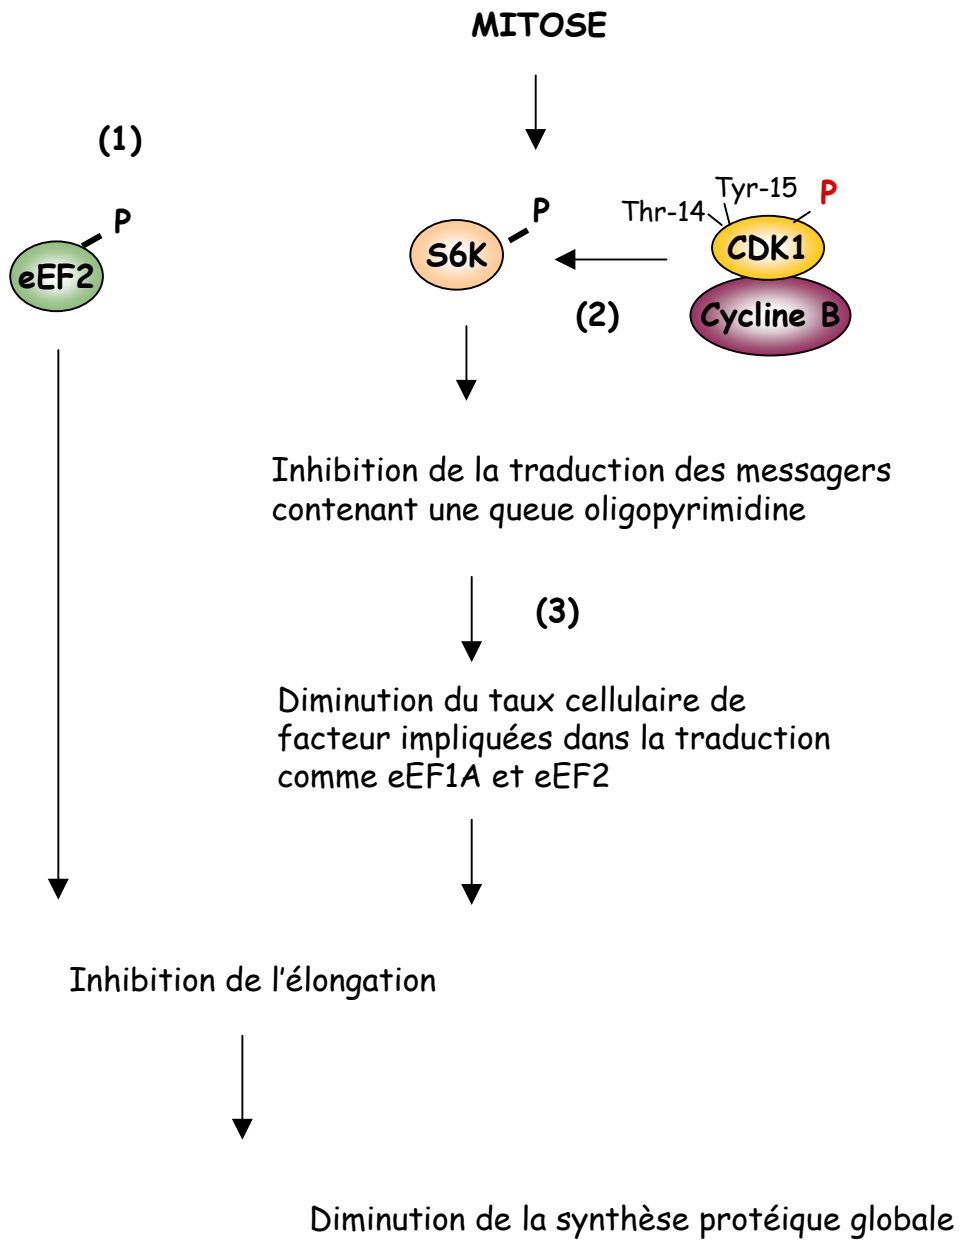 MITOSE
(1)
P
eEF2
P
S6K
Thr-14
Tyr-15
P
CDK1
Cycline B
(2)
Inhibition de la traduction des messagers
contenant une queue oligopyrimidine
(3)
Diminution du taux cellulaire de
facteur impliquées dans la traduction
comme eEF1A et eEF2
Inhibition de l'élongation
Diminution de la synthèse protéique globale